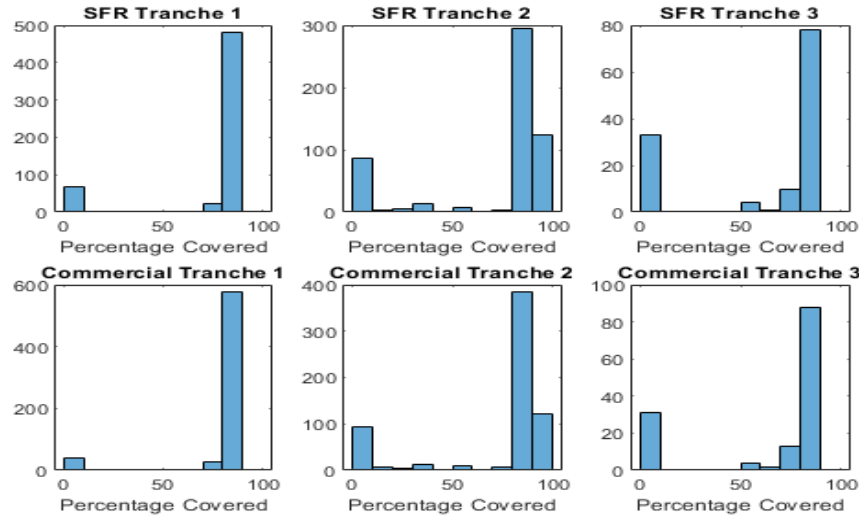 SFR Tranche 1
500
400
300
200
100
0
0 50 100
Percentage Covered
SFR Tranche 2
300
200
100
0
0 50 100
Percentage Covered
SFR Tranche 3
80
60
40
20
0
0 50 100
Percentage Covered
Commercial Tranche 1
600
400
200
0
0 50 100
Percentage Covered
Commercial Tranche 2
400
300
200
100
0
0 50 100
Percentage Covered
Commercial Tranche 3
100
80
60
40
20
0
0 50 100
Percentage Covered